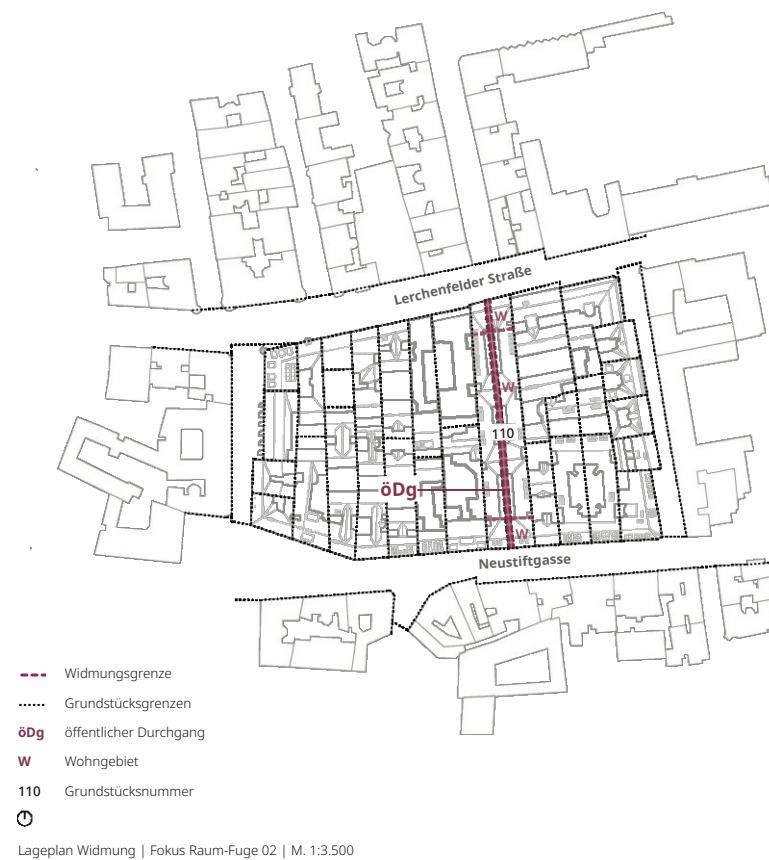 Lerchenfelder Straße
W
W
110
öDg
W
Neustiftgasse
Widmungsgrenze
Grundstücksgrenzen
öDg öffentlicher Durchgang
W Wohngebiet
110 Grundstücksnummer
Lageplan Widmung | Fokus Raum-Fuge 02 | M. 1:3.500